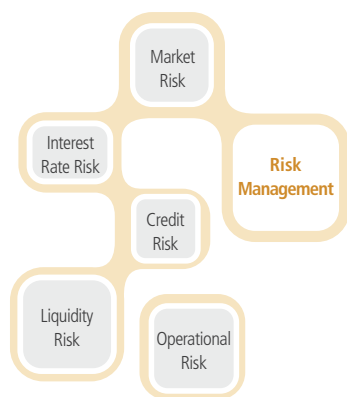 Market
Risk
Interest
Rate Risk
Risk
Management
Credit
Risk
Liquidity
Risk
Operational
Risk